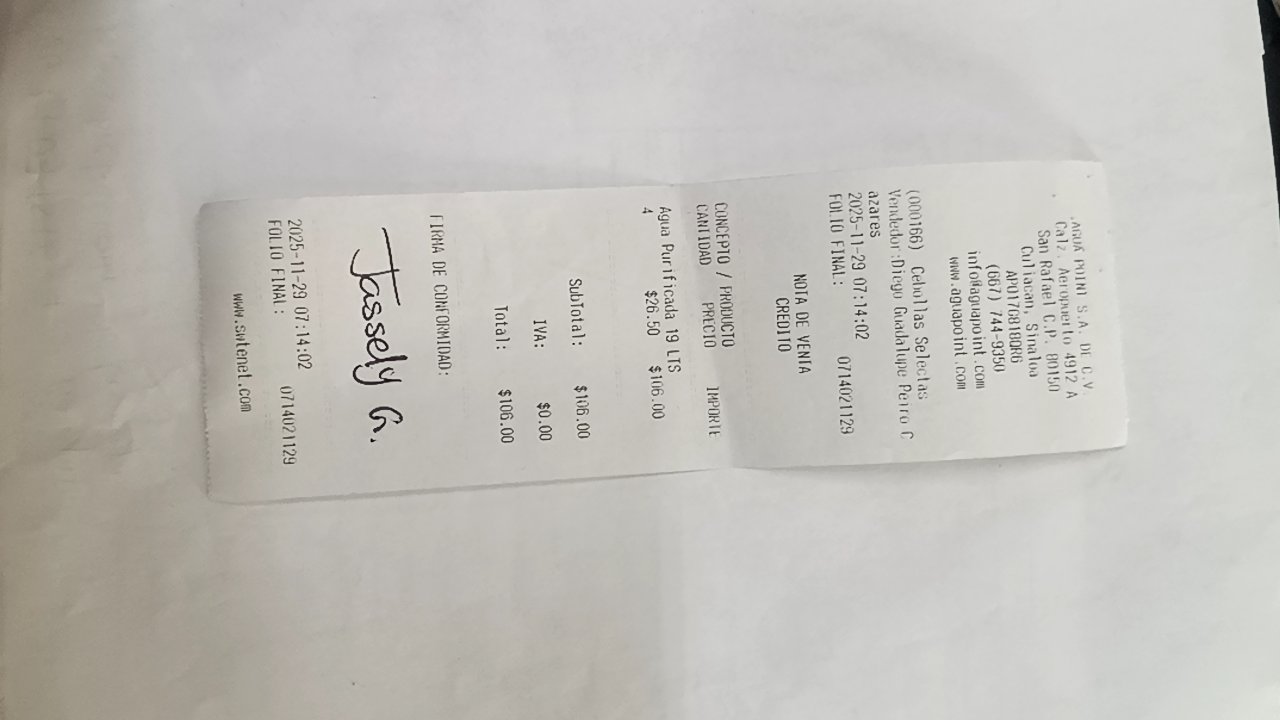 AGUA POINT S.A. DE C.V.
Calz. Aeropuerto 4912 A
San Rafael C.P. 80150
Culiacan, Sinaloa
APO170818QR6
(667) 744-9350
info@aguapoint.com
www.aguapoint.com
(000166) Cebollas Selectas
Vendedor:Diego Guadalupe Peiro C
azares
2025-11-29 07:14:02
FOLIO FINAL: 0714021129
NOTA DE VENTA
CREDITO
CONCEPTO / PRODUCTO
CANTIDAD PRECIO IMPORTE
Agua Purificada 19 LTS
4 $26.50 $106.00
SubTotal: $106.00
IVA: $0.00
Total: $106.00
FIRMA DE CONFORMIDAD:
Jassely G.
2025-11-29 07:14:02
FOLIO FINAL: 0714021129
www.swtenet.com